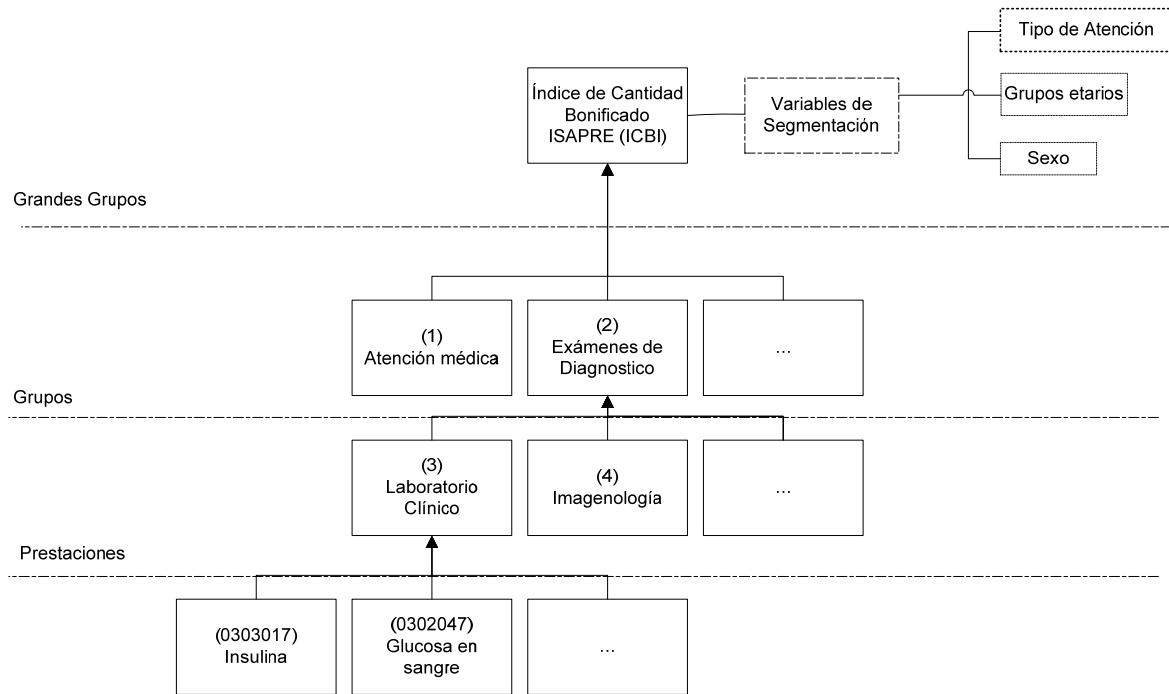 Tipo de Atención
Índice de Cantidad
Bonificado
ISAPRE (ICBI)
Variables de
Segmentación
Grupos etarios
Sexo
Grandes Grupos
(1)
Atención médica
(2)
Exámenes de
Diagnostico
...
Grupos
(3)
Laboratorio
Clínico
(4)
Imagenología
...
Prestaciones
(0303017)
Insulina
(0302047)
Glucosa en
sangre
...